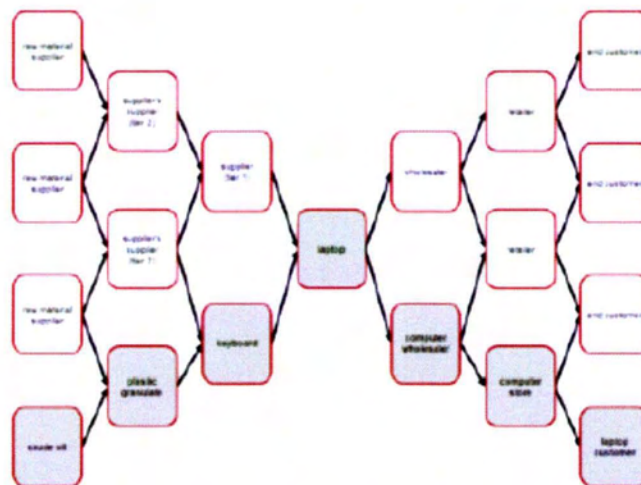 raw material
supplier
raw material
supplier
raw material
supplier
crude oil
supplier's
supplier
(tier 2)
supplier's
supplier
(tier 2)
plastic
granulate
supplier
(tier 1)
keyboard
laptop
wholesaler
computer
wholesaler
retailer
retailer
computer
store
end customer
end customer
end customer
laptop
customer